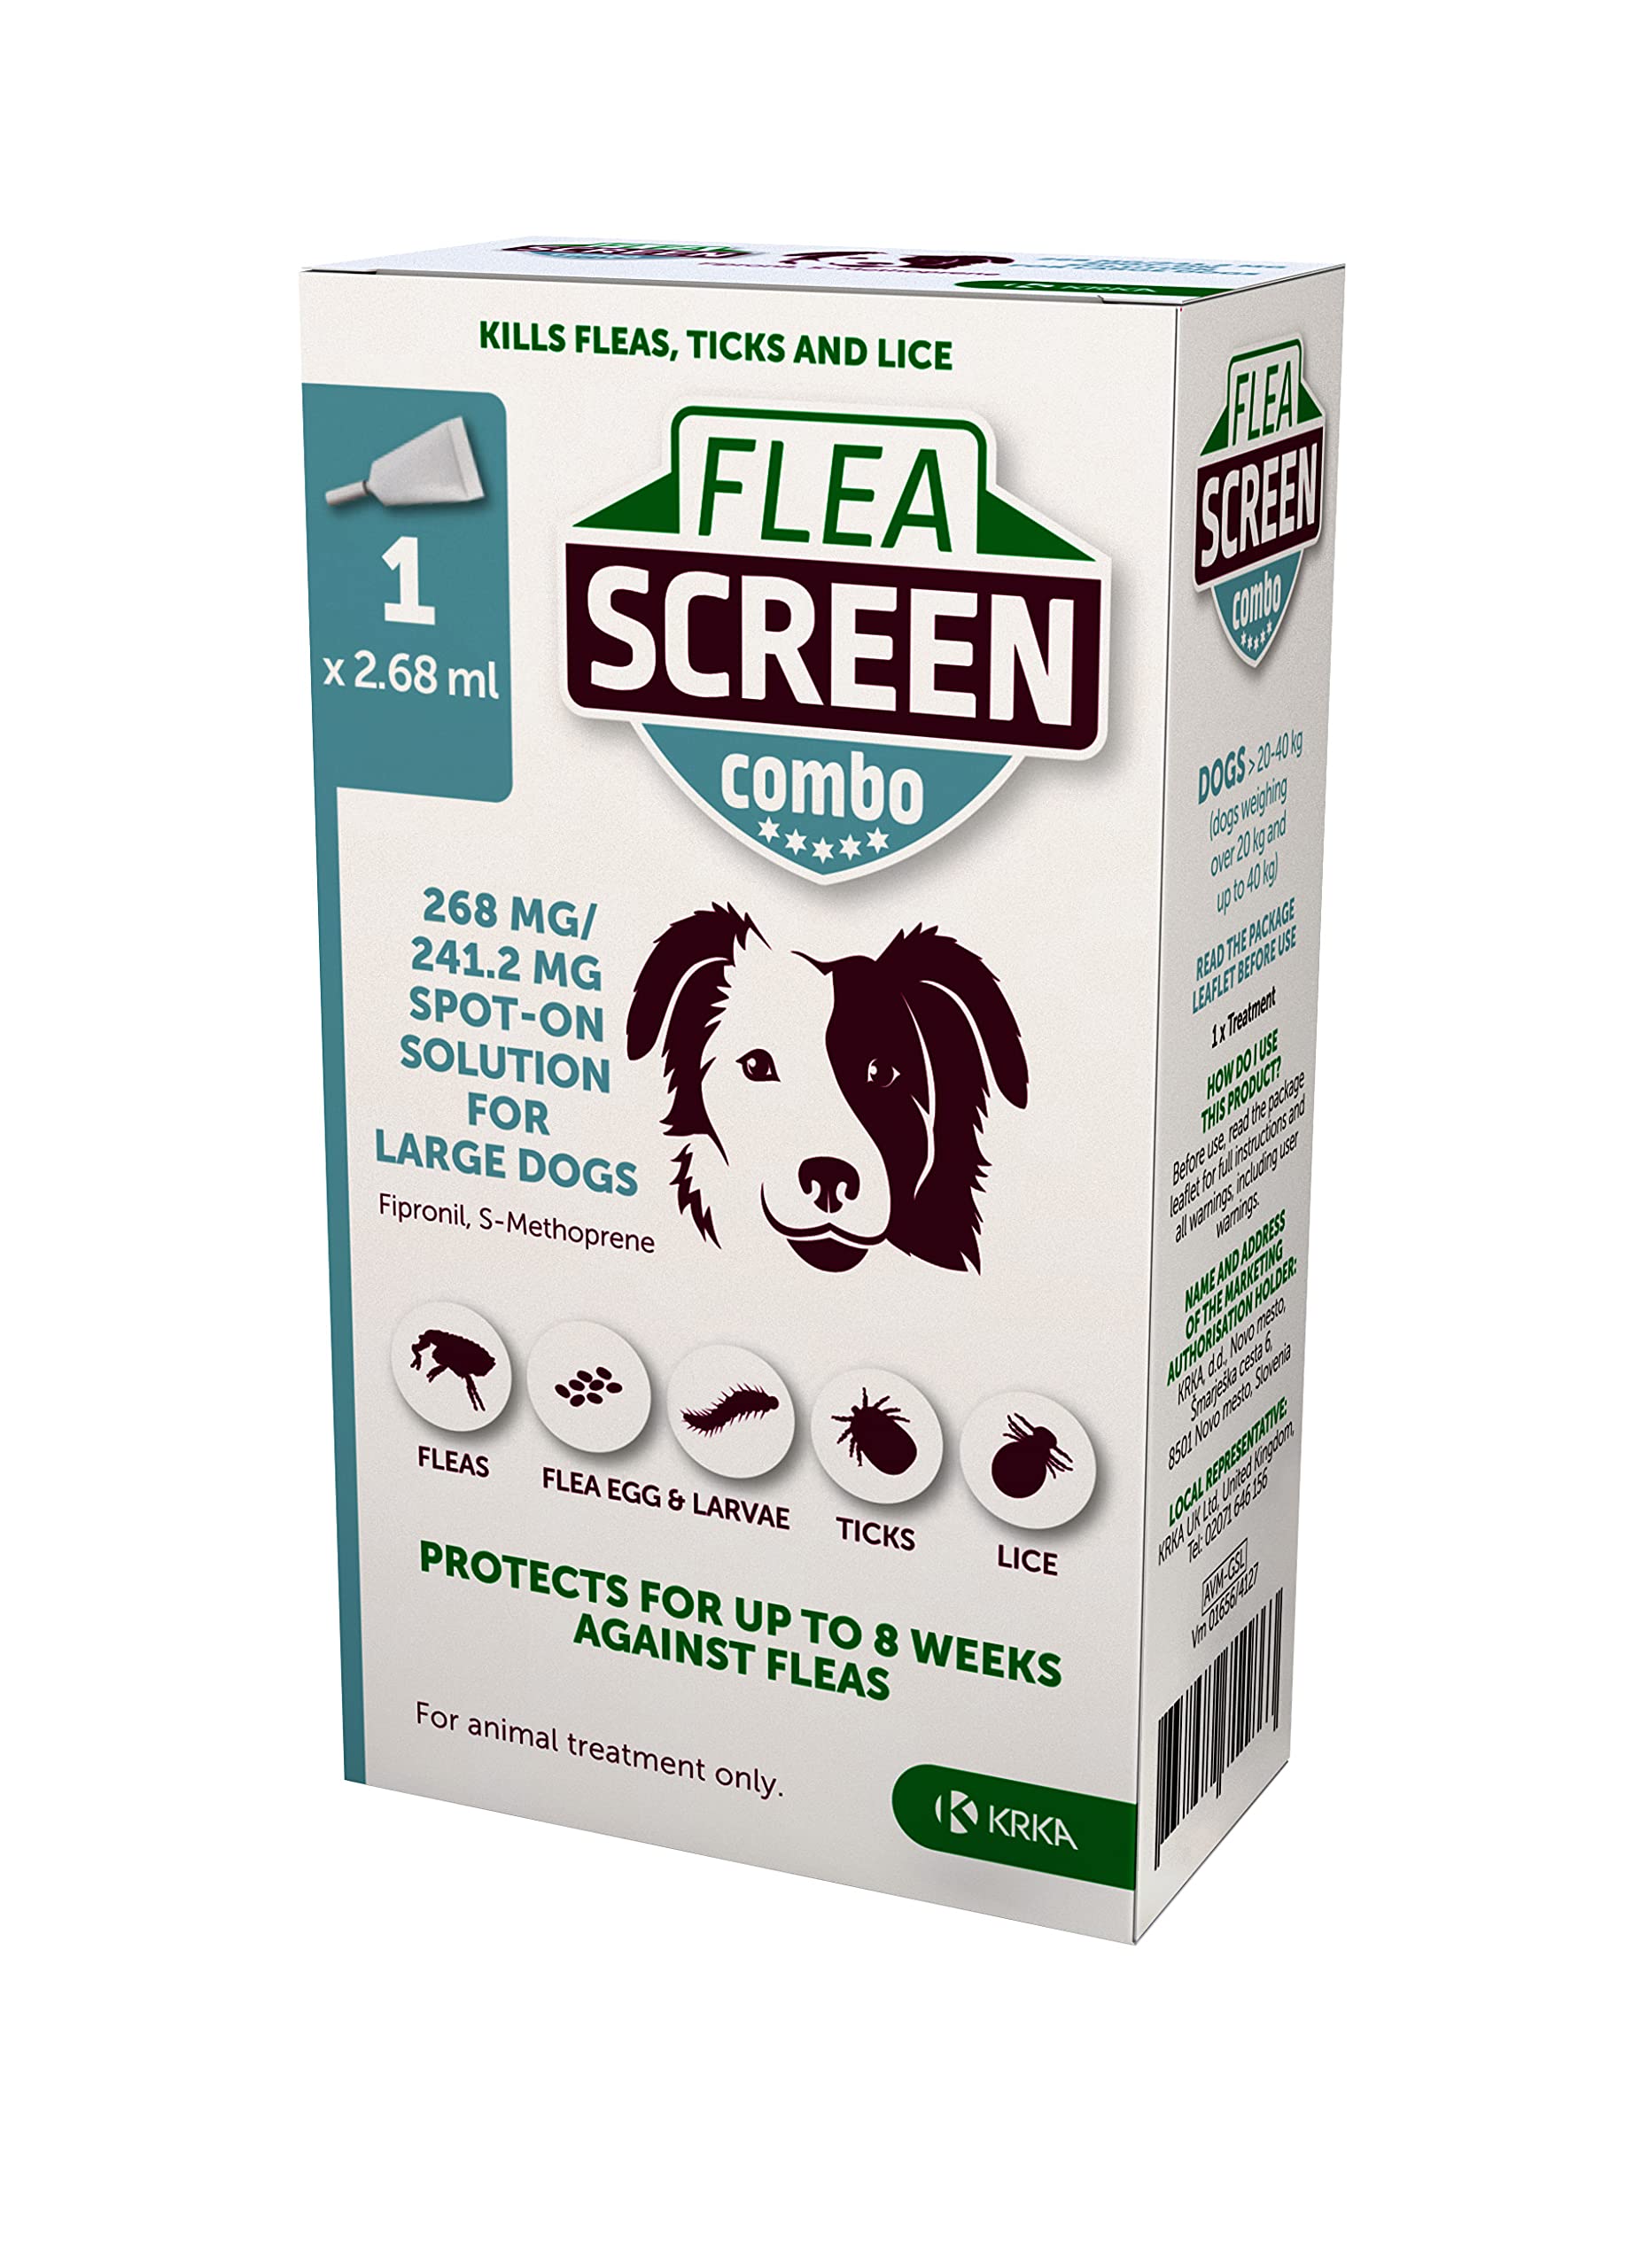 FLEA
SCREEN
Fipronil, S-Methoprene
KRKA
KILLS FLEAS, TICKS AND LICE
1
x 2.68 ml
FLEA
SCREEN
combo
268 MG/
241.2 MG
SPOT-ON
SOLUTION
FOR
LARGE DOGS
Fipronil, S-Methoprene
FLEAS
FLEA EGG & LARVAE
TICKS
LICE
PROTECTS FOR UP TO 8 WEEKS
AGAINST FLEAS
For animal treatment only.
KRKA
FLEA
SCREEN
combo
DOGS > 20-40 kg
(dogs weighing
over 20 kg and
up to 40 kg)
READ THE PACKAGE
LEAFLET BEFORE USE
1 x Treatment
HOW DO I USE
THIS PRODUCT?
Before use, read the package
leaflet for full instructions and
all warnings, including user
warnings.
NAME AND ADDRESS
OF THE MARKETING
AUTHORISATION HOLDER:
KRKA, d.d., Novo mesto,
Šmarješka cesta 6,
8501 Novo mesto, Slovenia
LOCAL REPRESENTATIVE:
KRKA UK Ltd, United Kingdom,
Tel: 02071 646 156
AVM-GSL
Vm 01656/4127